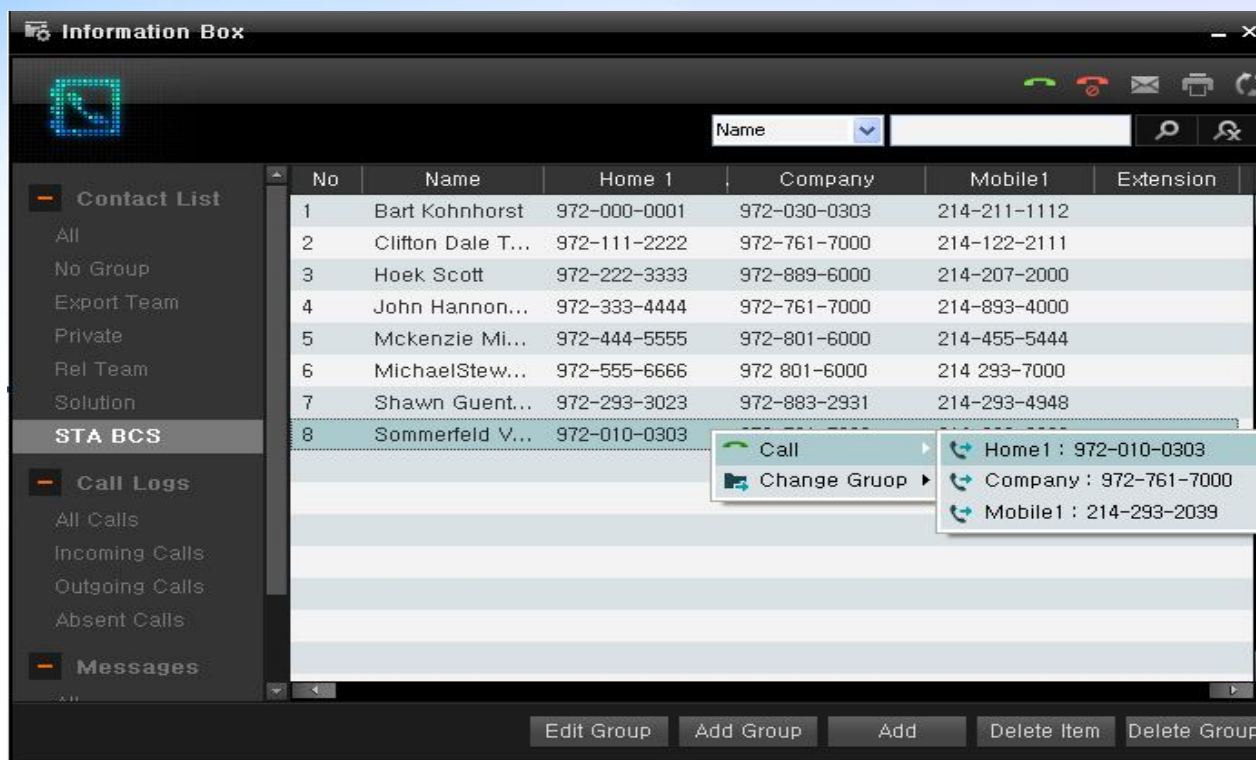 Information Box
Name
Contact List
All
No Group
Export Team
Private
Rel Team
Solution
STA BCS
Call Logs
All Calls
Incoming Calls
Outgoing Calls
Absent Calls
Messages
No Name Home 1 Company Mobile1 Extension
1 Bart Kohnhorst 972-000-0001 972-030-0303 214-211-1112
2 Clifton Dale T... 972-111-2222 972-761-7000 214-122-2111
3 Hoek Scott 972-222-3333 972-889-6000 214-207-2000
4 John Hannon... 972-333-4444 972-761-7000 214-893-4000
5 Mckenzie Mi... 972-444-5555 972-801-6000 214-455-5444
6 MichaelStew... 972-555-6666 972 801-6000 214 293-7000
7 Shawn Guent... 972-293-3023 972-883-2931 214-293-4948
8 Sommerfeld V... 972-010-0303
Call
Change Gruop
Home1 : 972-010-0303
Company : 972-761-7000
Mobile1 : 214-293-2039
Edit Group Add Group Add Delete Item Delete Group